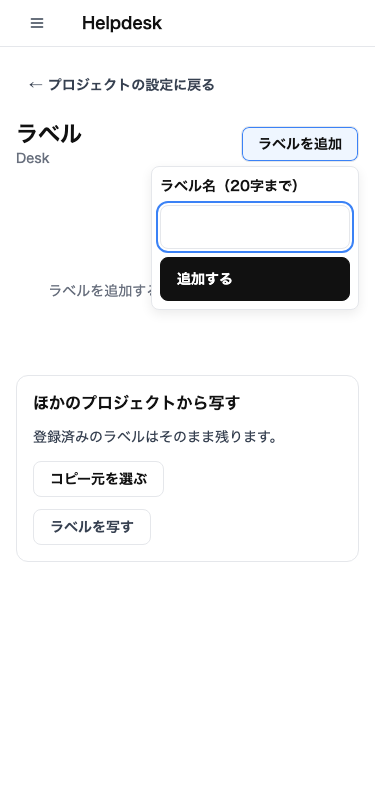 Helpdesk
← プロジェクトの設定に戻る
ラベル
Desk
ラベルを追加
ラベル名（20字まで）
追加する
ラベルを追加す
ほかのプロジェクトから写す
登録済みのラベルはそのまま残ります。
コピー元を選ぶ
ラベルを写す